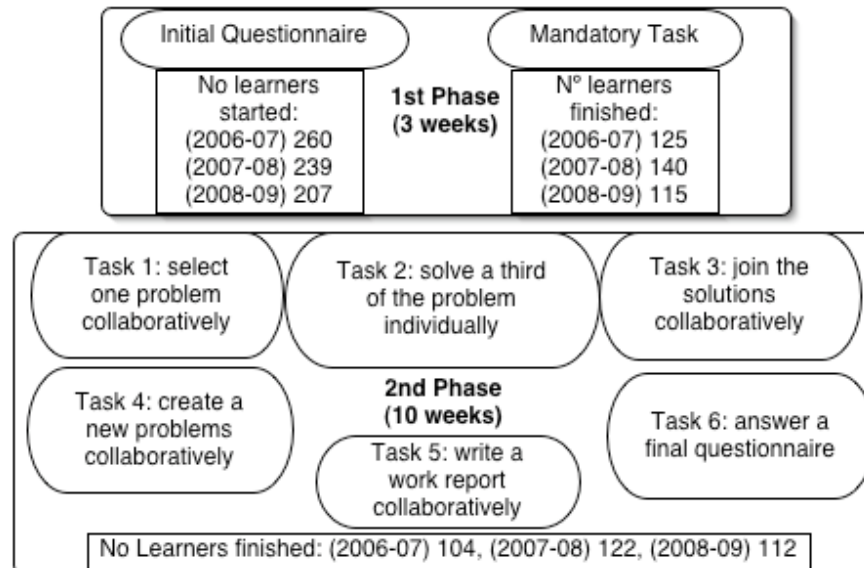 Initial Questionnaire
Mandatory Task
No learners
started:
(2006-07) 260
(2007-08) 239
(2008-09) 207
1st Phase
(3 weeks)
N° learners
finished:
(2006-07) 125
(2007-08) 140
(2008-09) 115
Task 1: select
one problem
collaboratively
Task 2: solve a third
of the problem
individually
Task 3: join the
solutions
collaboratively
Task 4: create a
new problems
collaboratively
2nd Phase
(10 weeks)
Task 5: write a
work report
collaboratively
Task 6: answer a
final questionnaire
No Learners finished: (2006-07) 104, (2007-08) 122, (2008-09) 112